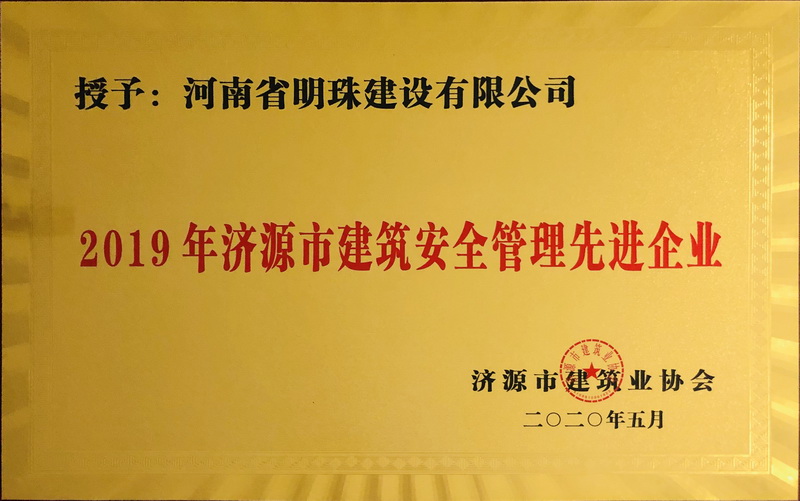 授予：河南省明珠建设有限公司
2019年济源市建筑安全管理先进企业
济源市建筑业协会
二〇二〇年五月